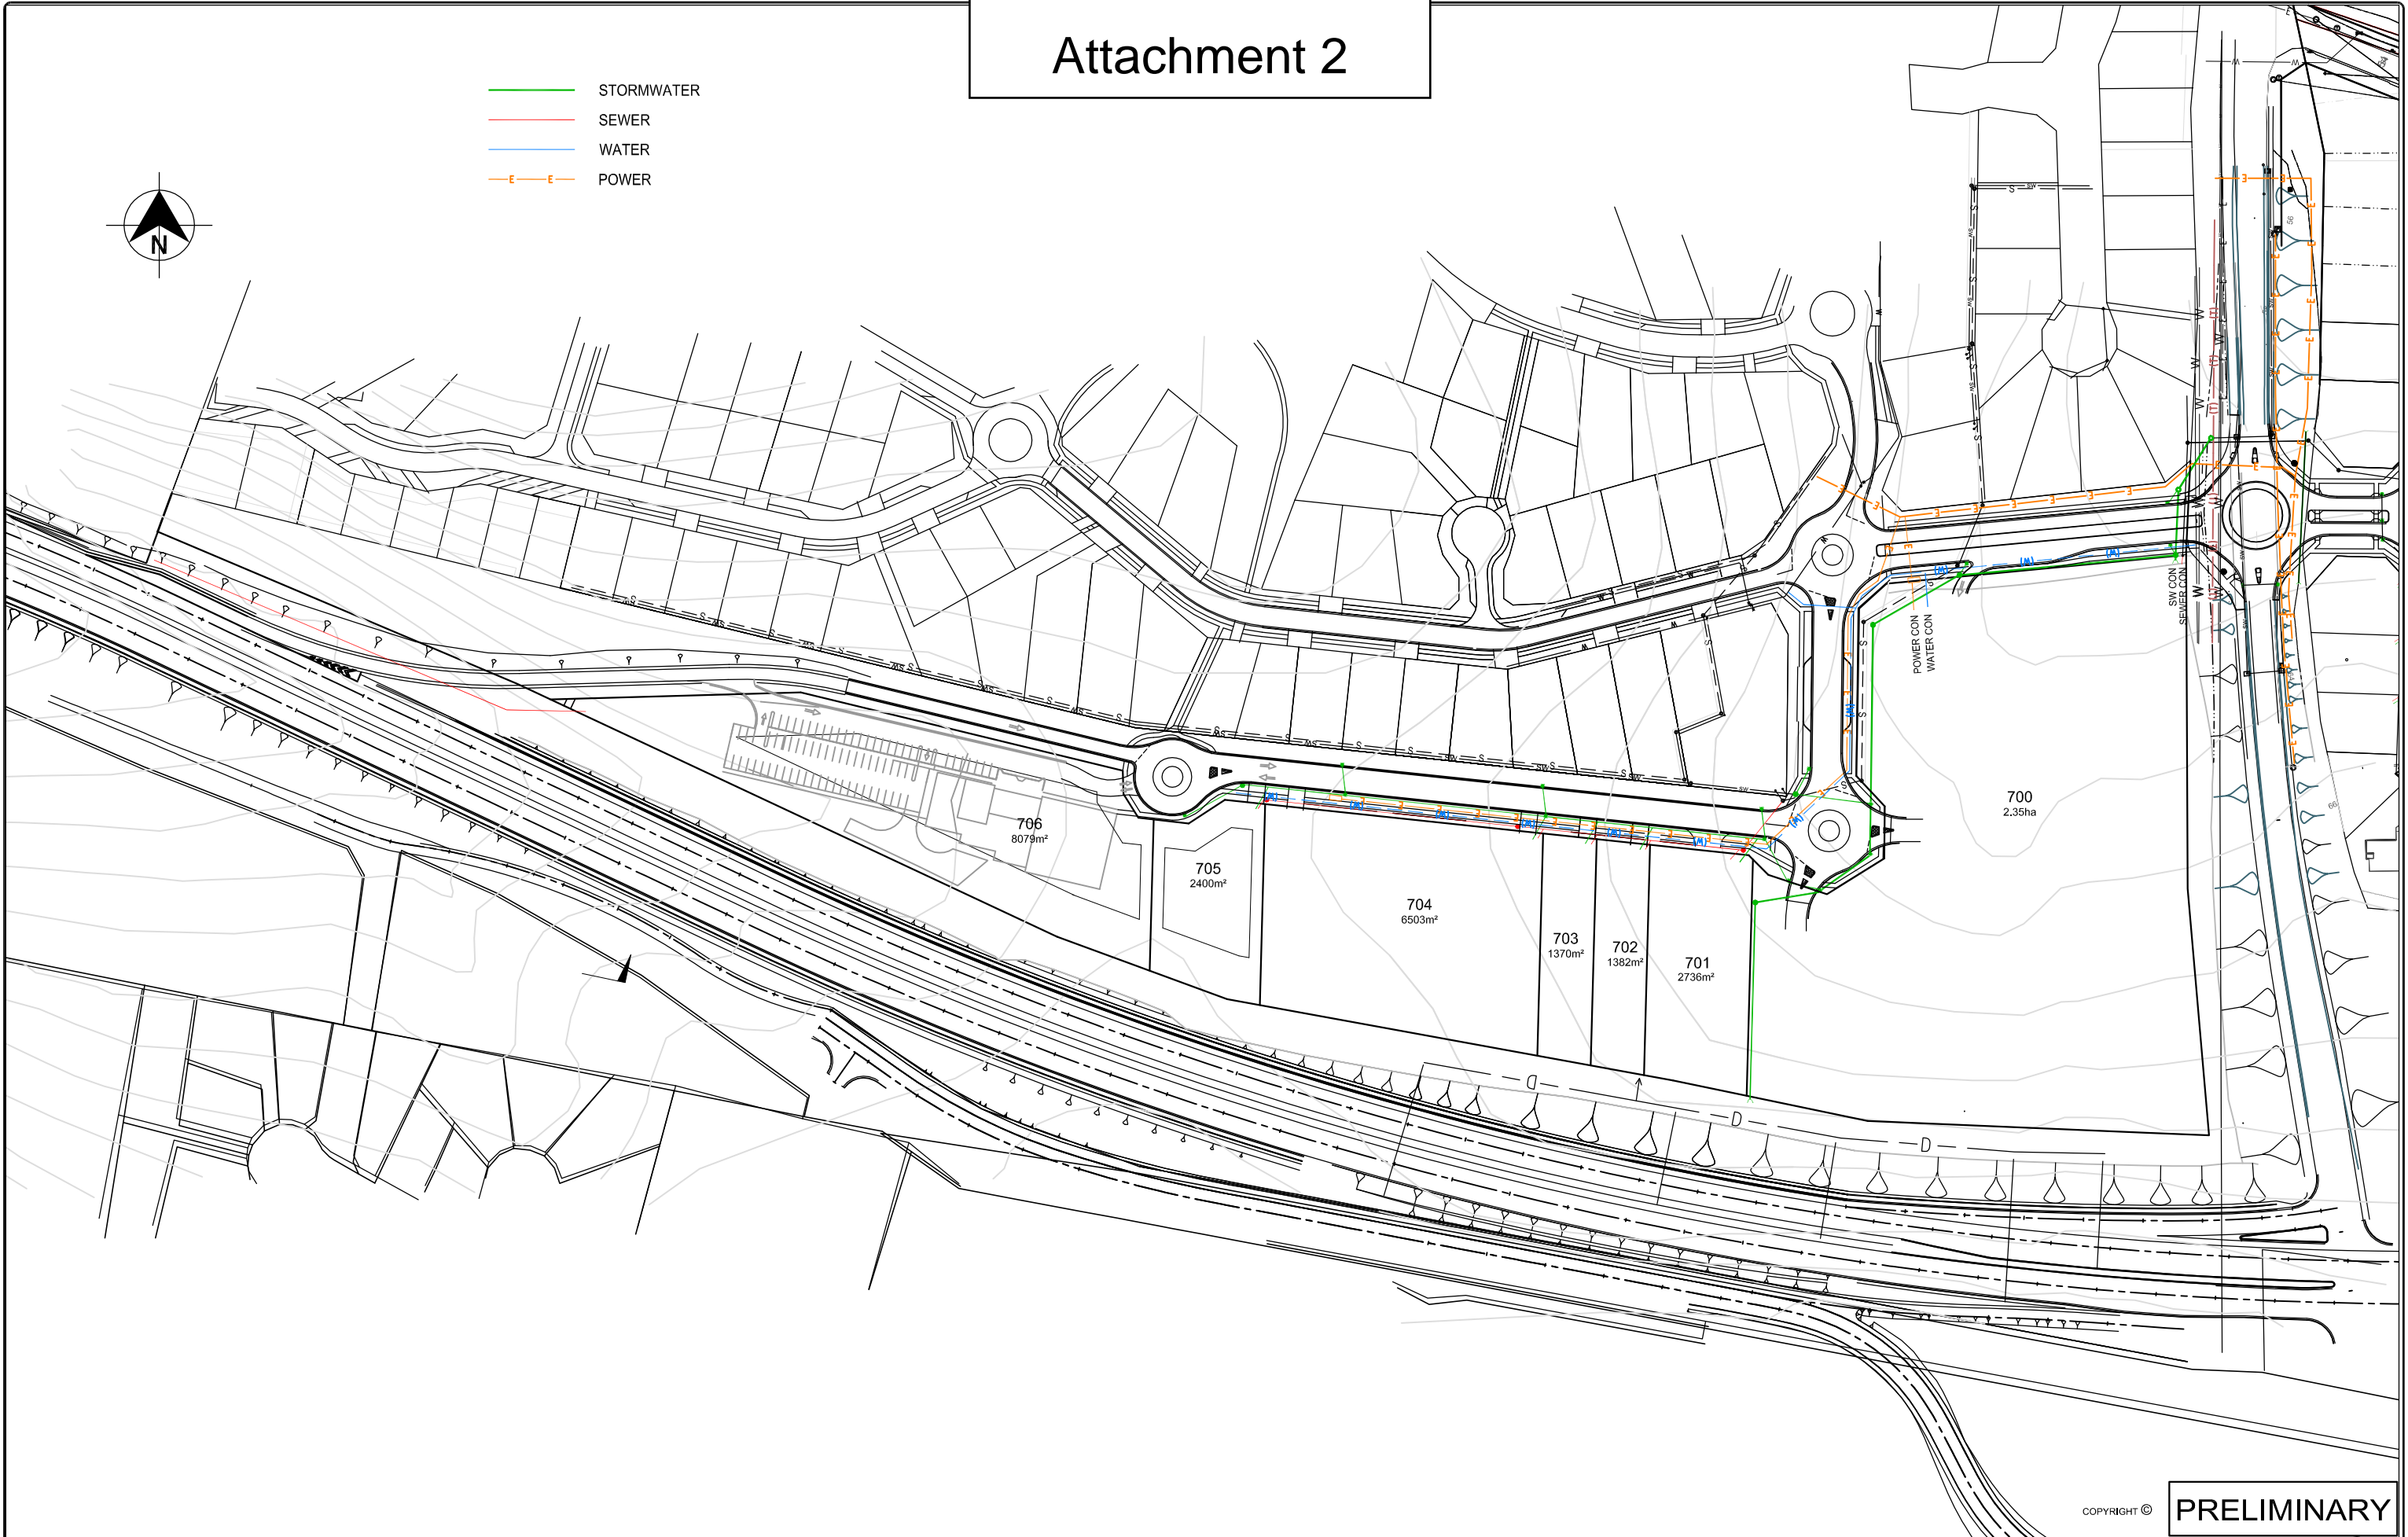 Attachment 2
STORMWATER
SEWER
WATER
E E POWER
N
POWER CON
WATER CON
SW CON
SEWER CON
700
2.35ha
706
8079m²
705
2400m²
704
6503m²
703
1370m²
702
1382m²
701
2736m²
D D D D
COPYRIGHT ©
PRELIMINARY